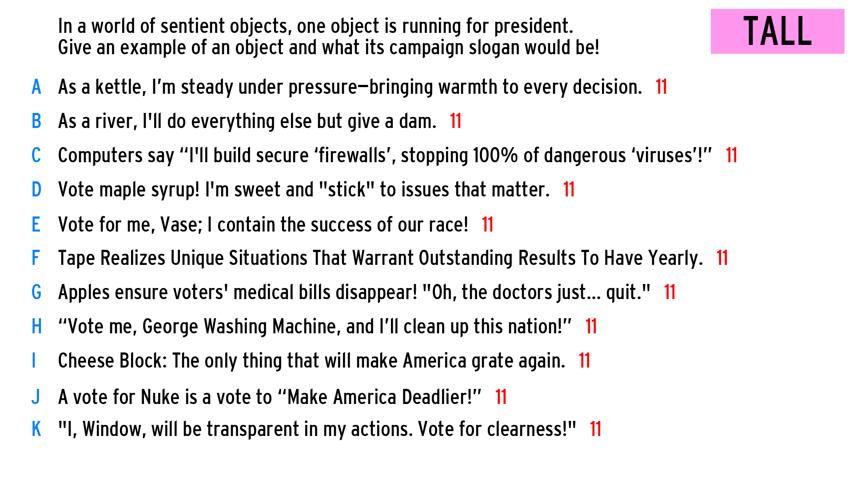 In a world of sentient objects, one object is running for president.
Give an example of an object and what its campaign slogan would be!
TALL
A As a kettle, I'm steady under pressure—bringing warmth to every decision. 11
B As a river, I'll do everything else but give a dam. 11
C Computers say “I'll build secure ‘firewalls’, stopping 100% of dangerous ‘viruses’!” 11
D Vote maple syrup! I'm sweet and "stick" to issues that matter. 11
E Vote for me, Vase; I contain the success of our race! 11
F Tape Realizes Unique Situations That Warrant Outstanding Results To Have Yearly. 11
G Apples ensure voters' medical bills disappear! "Oh, the doctors just... quit." 11
H “Vote me, George Washing Machine, and I’ll clean up this nation!” 11
I Cheese Block: The only thing that will make America grate again. 11
J A vote for Nuke is a vote to “Make America Deadlier!” 11
K "I, Window, will be transparent in my actions. Vote for clearness!" 11